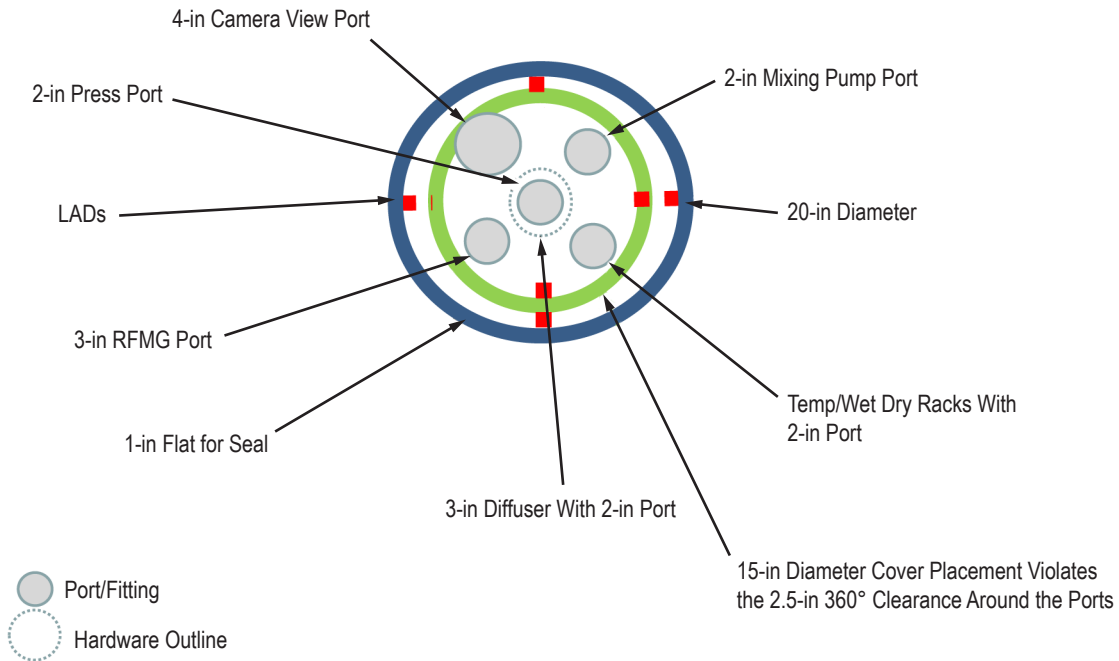 4-in Camera View Port
2-in Press Port
2-in Mixing Pump Port
LADs
20-in Diameter
3-in RFMG Port
1-in Flat for Seal
Temp/Wet Dry Racks With
2-in Port
3-in Diffuser With 2-in Port
15-in Diameter Cover Placement Violates
the 2.5-in 360° Clearance Around the Ports
Port/Fitting
Hardware Outline